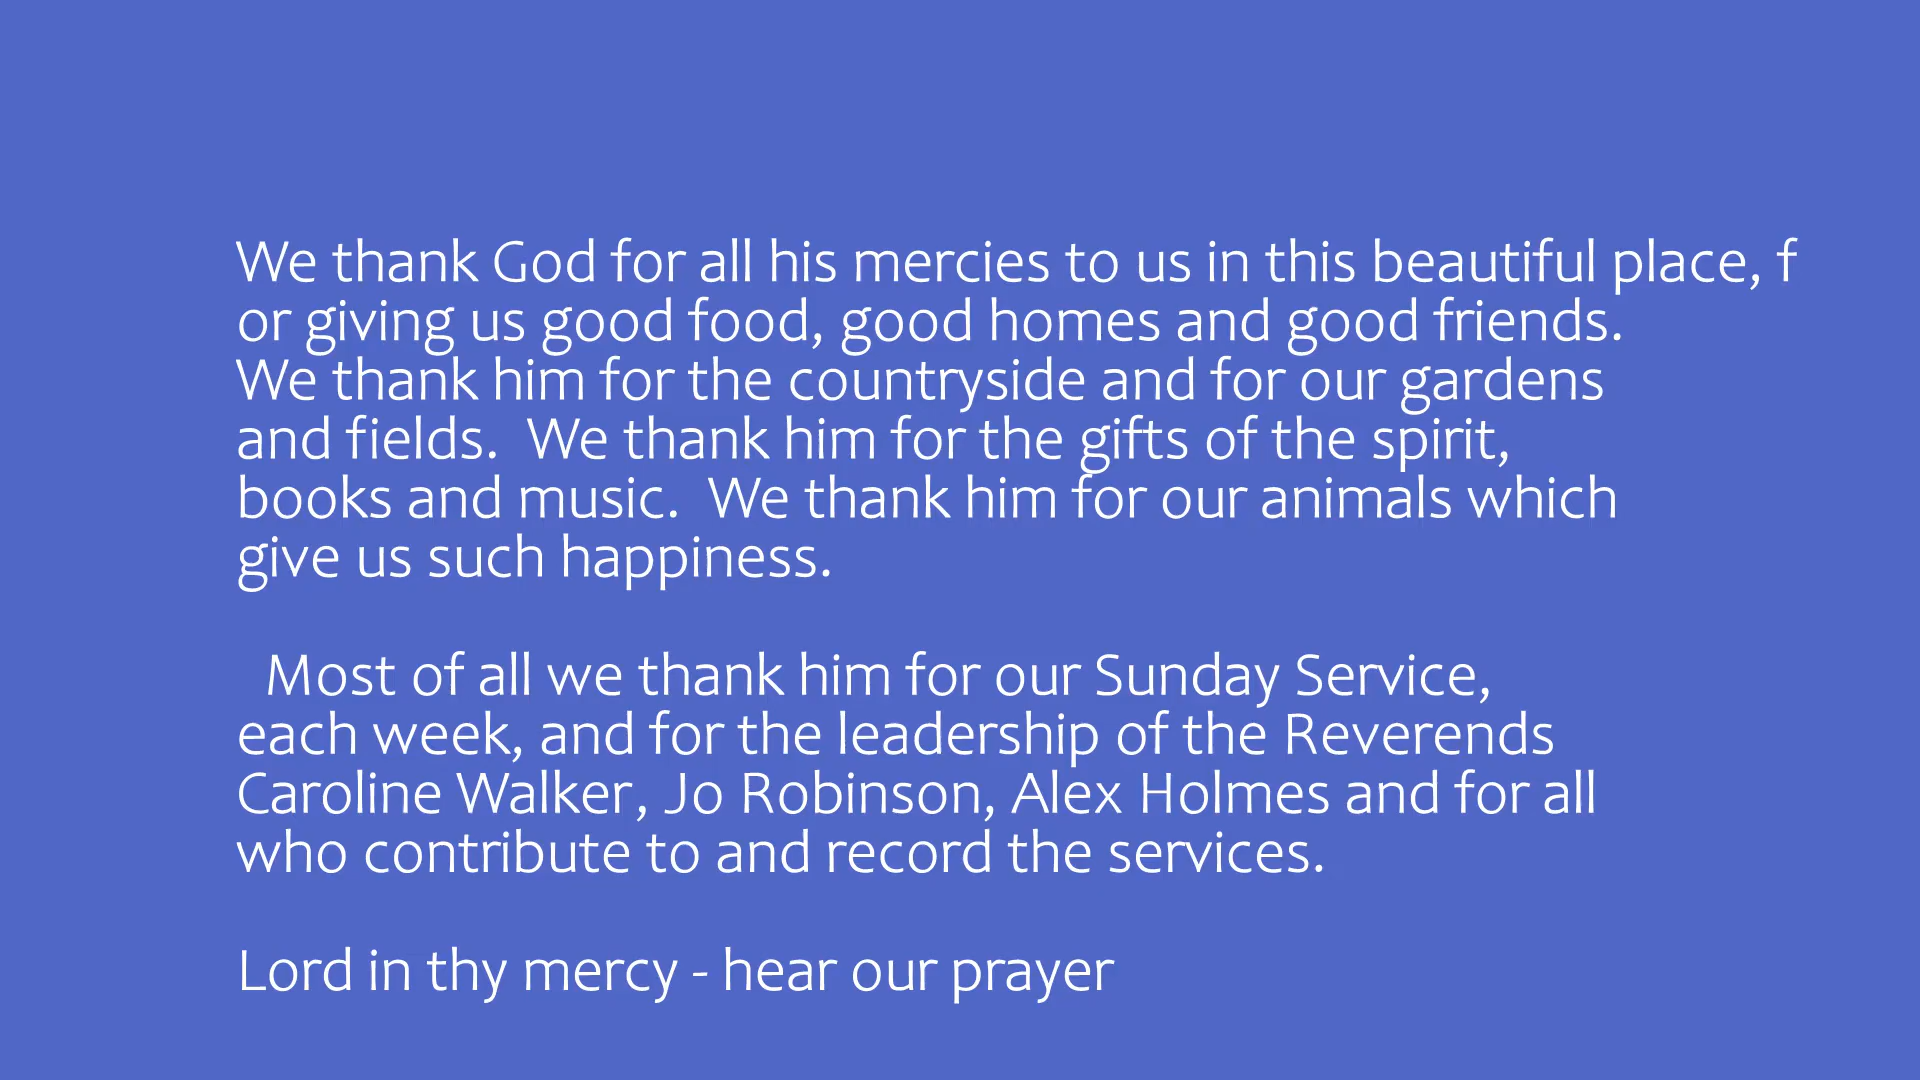 We thank God for all his mercies to us in this beautiful place, f
or giving us good food, good homes and good friends.
We thank him for the countryside and for our gardens
and fields.  We thank him for the gifts of the spirit,
books and music.  We thank him for our animals which
give us such happiness.
Most of all we thank him for our Sunday Service,
each week, and for the leadership of the Reverends
Caroline Walker, Jo Robinson, Alex Holmes and for all
who contribute to and record the services.
Lord in thy mercy - hear our prayer